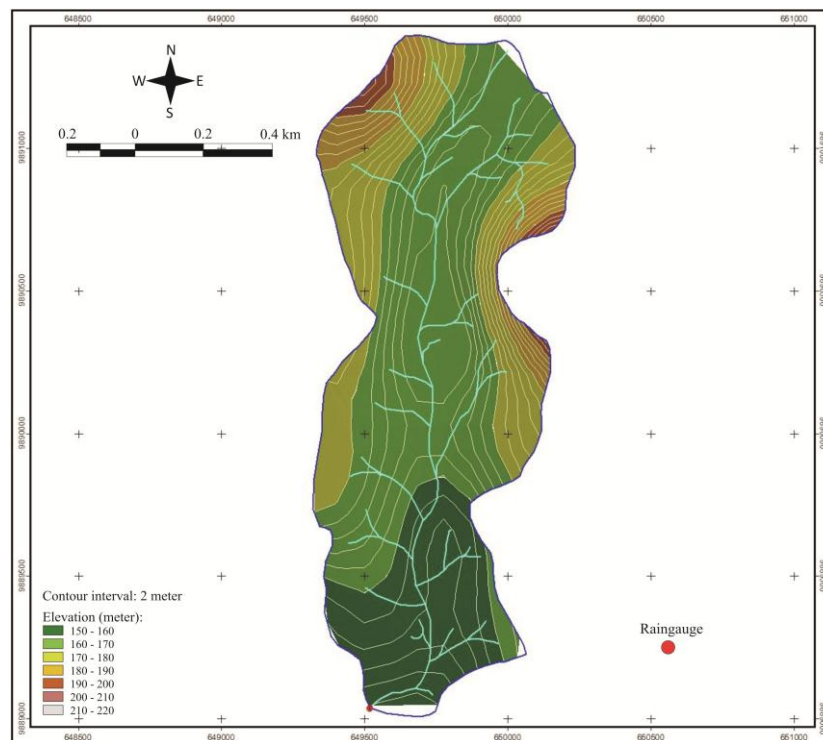 648500 649000 649500 650000 650500 651000
N
W E
S
0.2 0 0.2 0.4 km
9891000
9890500
9890000
9889500
9889000
Contour interval: 2 meter
Elevation (meter):
150 - 160
160 - 170
170 - 180
180 - 190
190 - 200
200 - 210
210 - 220
Raingauge
648500 649000 649500 650000 650500 651000